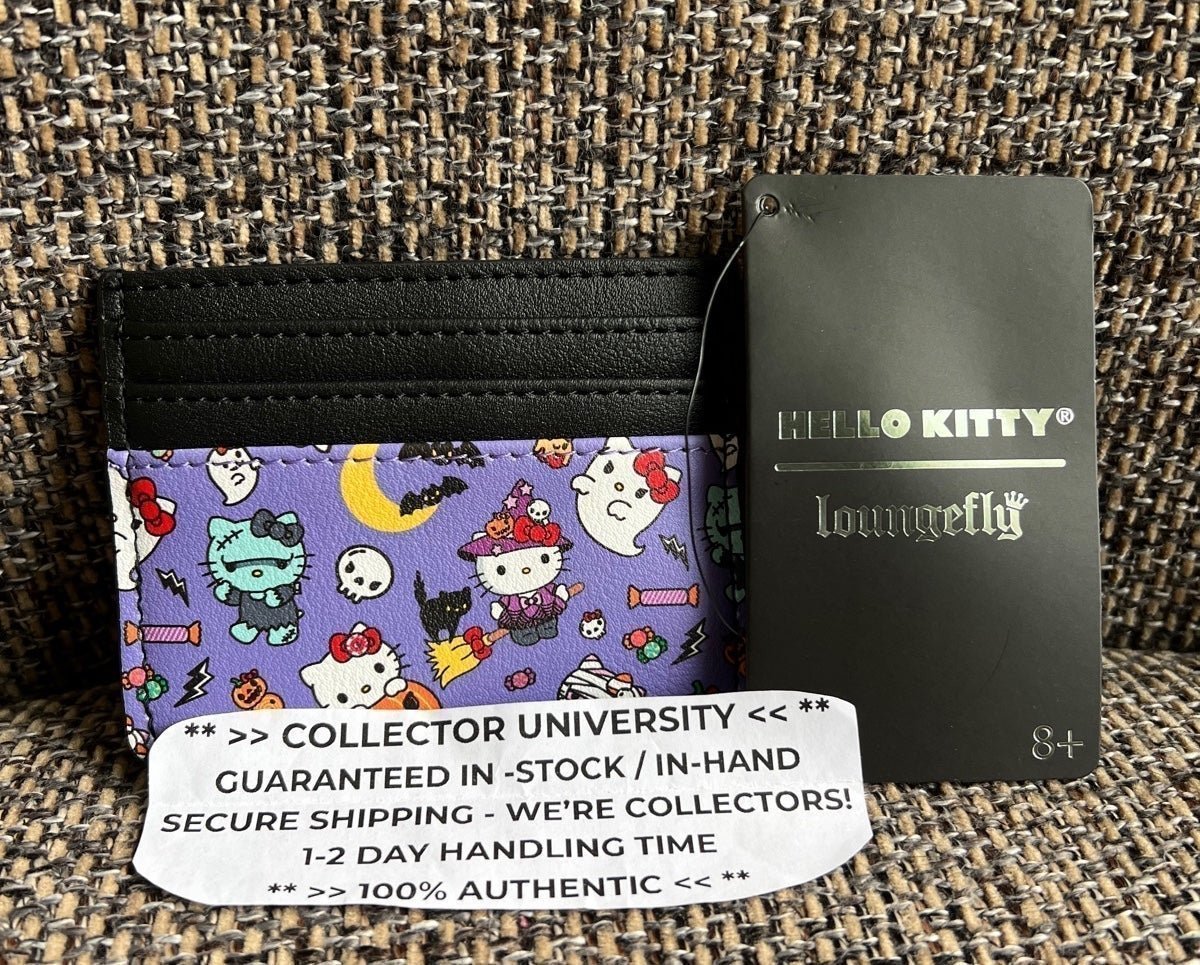 HELLO KITTY®
loungefly
8+
** >> COLLECTOR UNIVERSITY << **
GUARANTEED IN -STOCK / IN-HAND
SECURE SHIPPING - WE'RE COLLECTORS!
1-2 DAY HANDLING TIME
** >> 100% AUTHENTIC << **